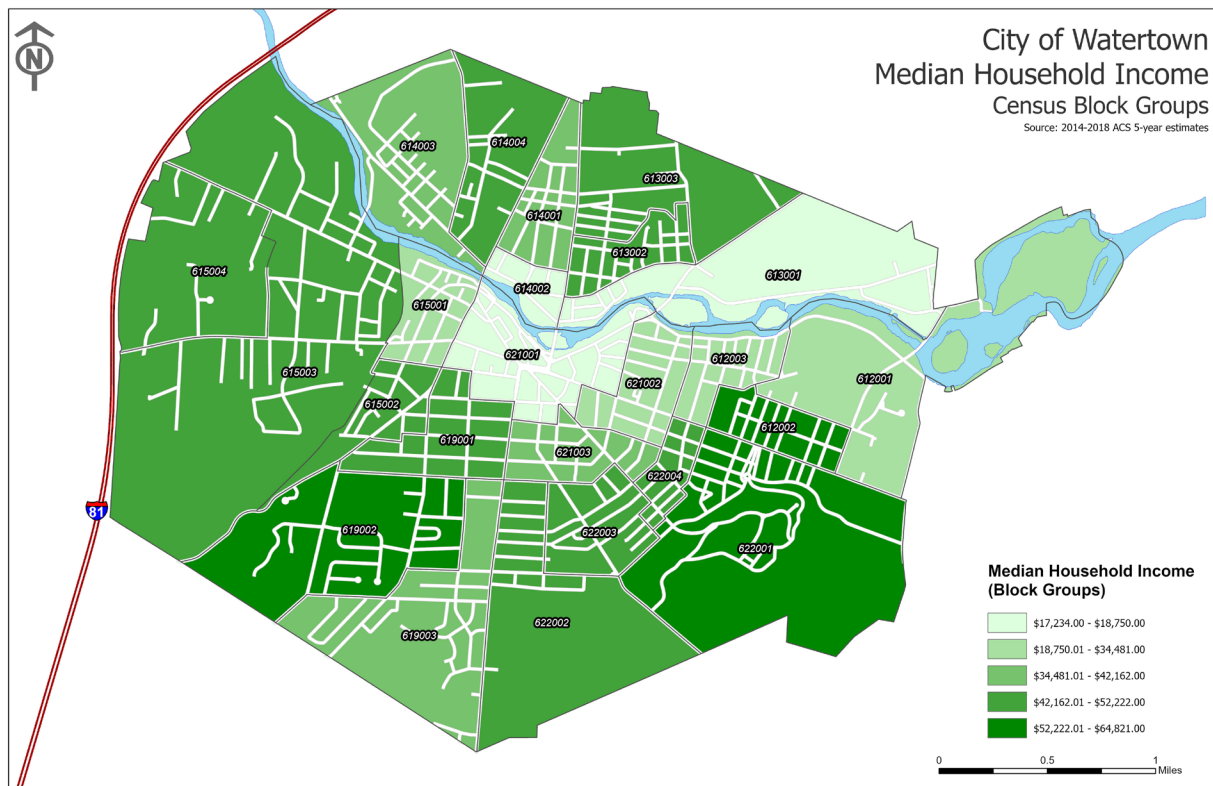 N
City of Watertown
Median Household Income
Census Block Groups
Source: 2014-2018 ACS 5-year estimates
614003
614004
613003
614001
613002
615004
613001
614002
615001
621001
612003
615003
621002
612001
615002
612002
619001
621003
622004
81
619002
622003
622001
619003
622002
Median Household Income
(Block Groups)
$17,234.00 - $18,750.00
$18,750.01 - $34,481.00
$34,481.01 - $42,162.00
$42,162.01 - $52,222.00
$52,222.01 - $64,821.00
0 0.5 1
Miles